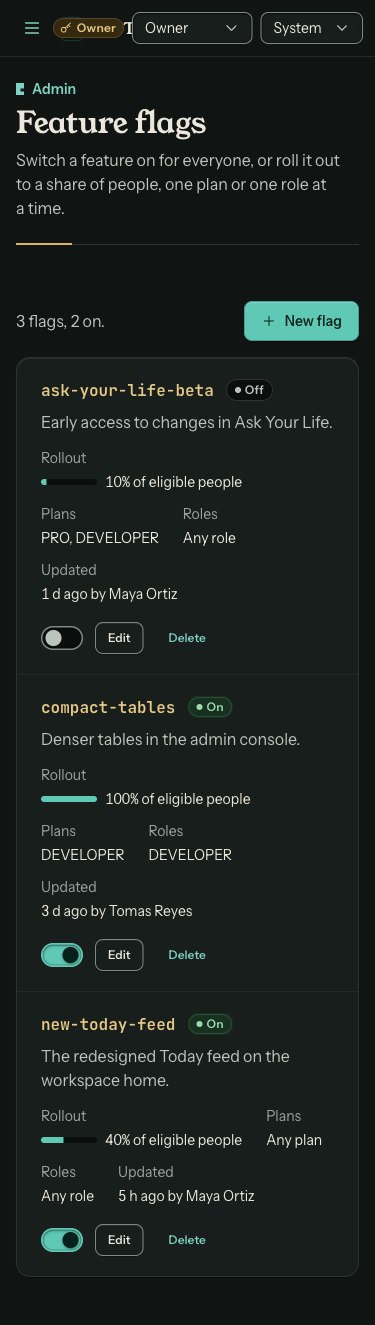 Owner
Owner
System
Admin
Feature flags
Switch a feature on for everyone, or roll it out
to a share of people, one plan or one role at
a time.
3 flags, 2 on.
New flag
ask-your-life-beta
Off
Early access to changes in Ask Your Life.
Rollout
10% of eligible people
Plans
Roles
PRO, DEVELOPER
Any role
Updated
1 d ago by Maya Ortiz
Edit
Delete
compact-tables
On
Denser tables in the admin console.
Rollout
100% of eligible people
Plans
Roles
DEVELOPER
DEVELOPER
Updated
3 d ago by Tomas Reyes
Edit
Delete
new-today-feed
On
The redesigned Today feed on the
workspace home.
Rollout
Plans
40% of eligible people
Any plan
Roles
Updated
Any role
5 h ago by Maya Ortiz
Edit
Delete